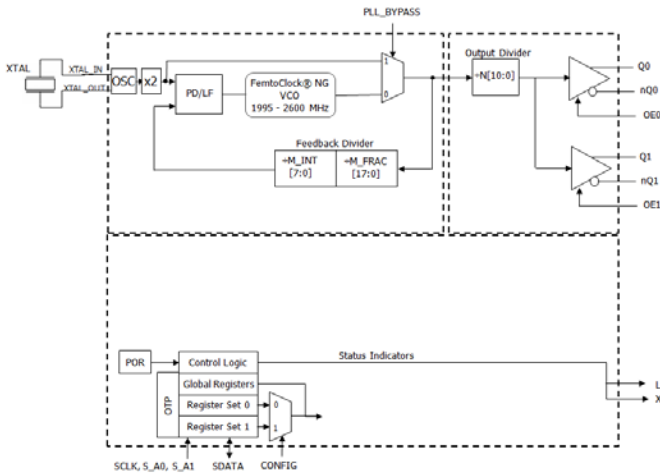 PLL_BYPASS
XTAL
XTAL_IN
XTAL_OUT
OSC
x2
PD/LF
FemtoClock® NG
VCO
1995 - 2600 MHz
1
0
Output Divider
÷N[10:0]
Q0
nQ0
OE0
Feedback Divider
÷M_INT
[7:0]
÷M_FRAC
[17:0]
Q1
nQ1
OE1
POR
Control Logic
Status Indicators
Global Registers
OTP
Register Set 0
0
Register Set 1
1
L
X
SCLK, S_A0, S_A1
SDATA
CONFIG